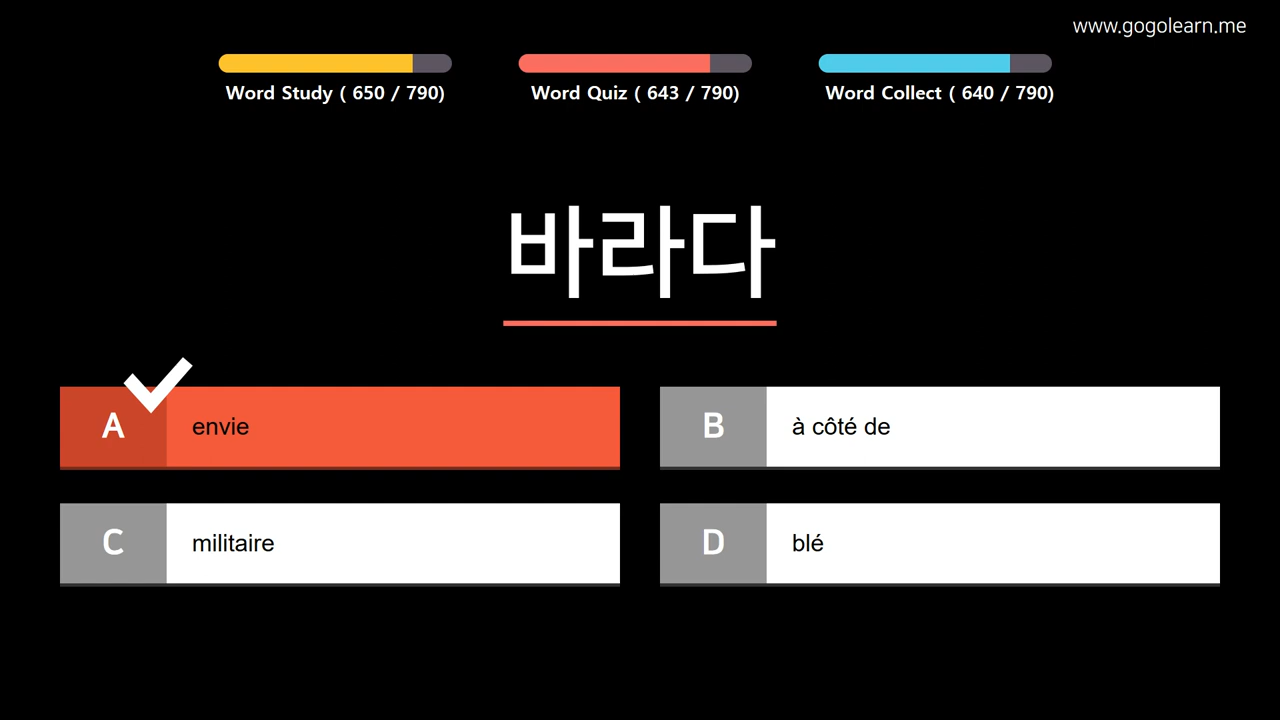 www.gogolearn.me
Word Study ( 650 / 790)
Word Quiz ( 643 / 790)
Word Collect ( 640 / 790)
바라다
A envie
B à côté de
C militaire
D blé